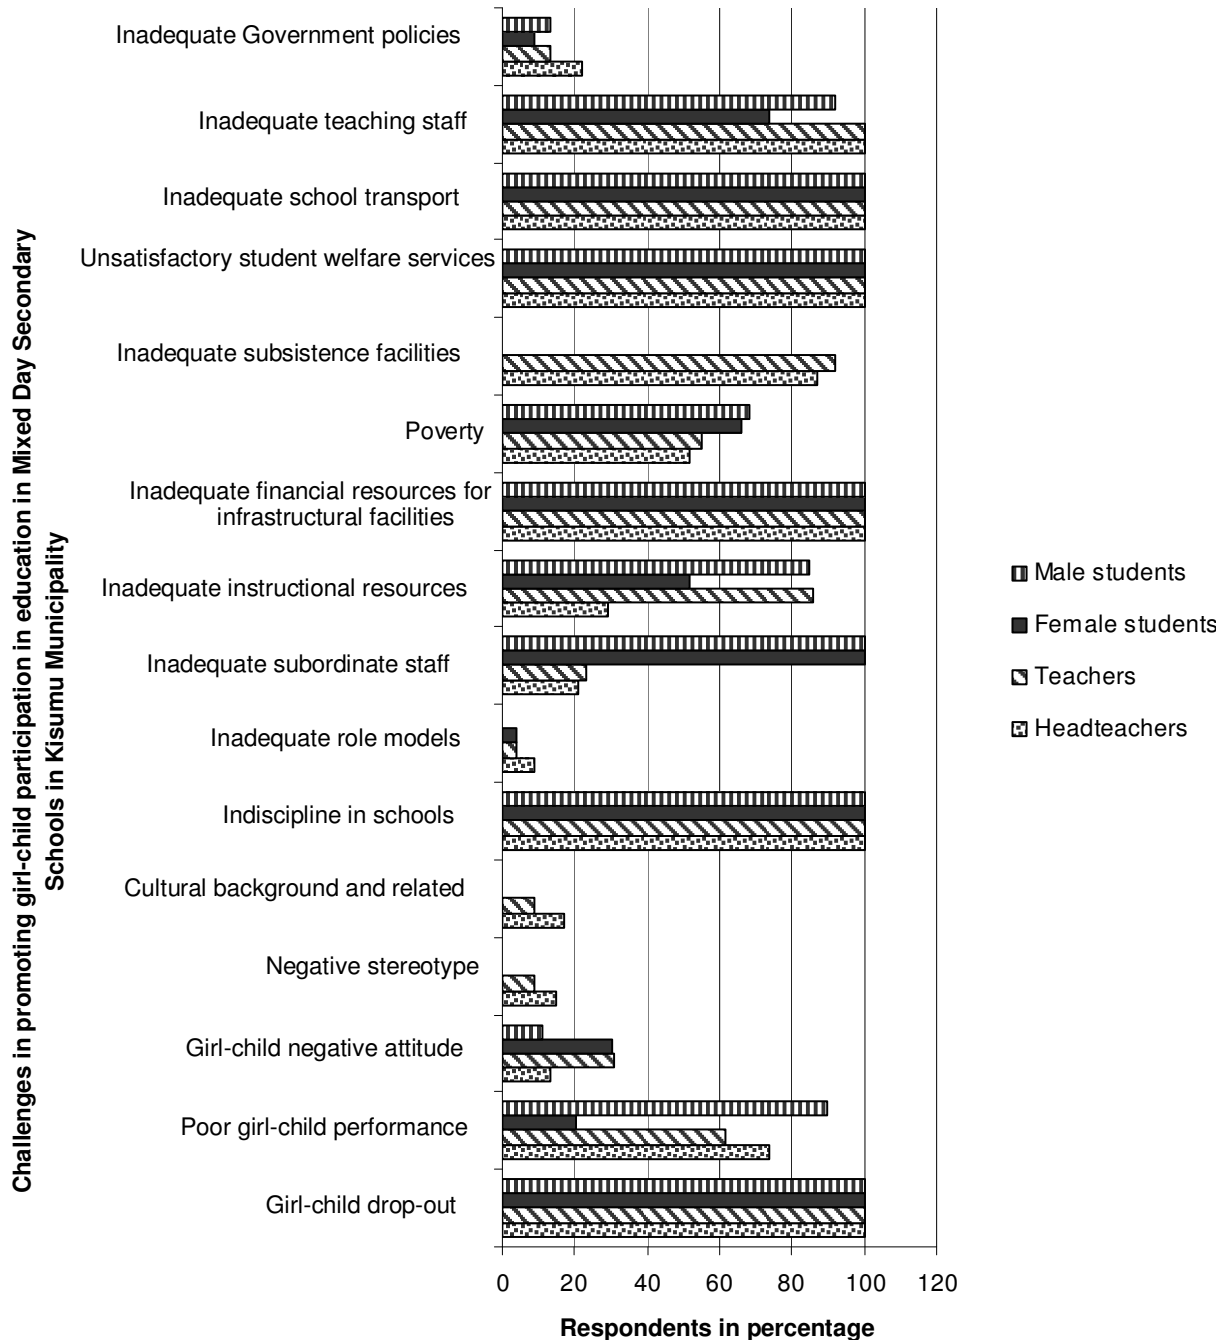 Challenges in promoting girl-child participation in education in Mixed Day Secondary
Schools in Kisumu Municipality
Inadequate Government policies
Inadequate teaching staff
Inadequate school transport
Unsatisfactory student welfare services
Inadequate subsistence facilities
Poverty
Inadequate financial resources for
infrastructural facilities
Inadequate instructional resources
Inadequate subordinate staff
Inadequate role models
Indiscipline in schools
Cultural background and related
Negative stereotype
Girl-child negative attitude
Poor girl-child performance
Girl-child drop-out
0 20 40 60 80 100 120
Respondents in percentage
Male students
Female students
Teachers
Headteachers